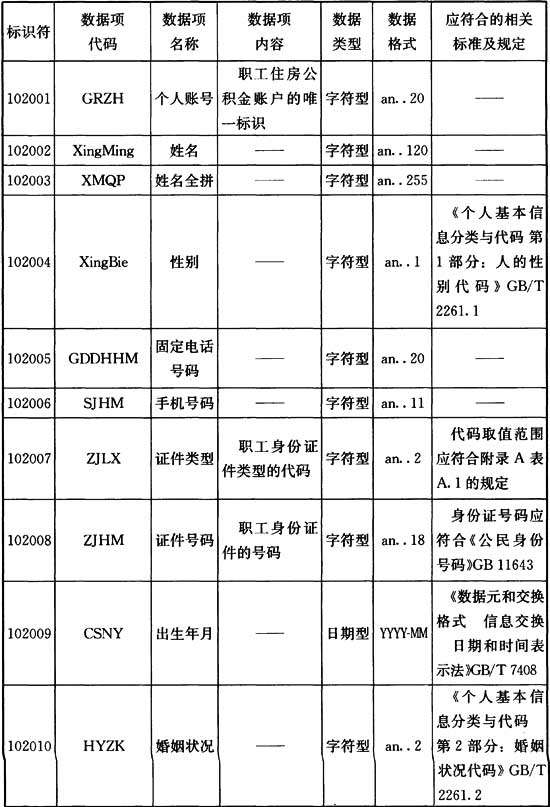 标识符 数据项代码 数据项名称 数据项内容 数据类型 数据格式 应符合的相关标准及规定
102001 GRZH 个人账号 职工住房公积金账户的唯一标识 字符型 an..20 ——
102002 XingMing 姓名 —— 字符型 an..120 ——
102003 XMQP 姓名全拼 —— 字符型 an..255 ——
102004 XingBie 性别 —— 字符型 an..1 《个人基本信息分类与代码 第1部分：人的性别代码》GB/T 2261.1
102005 GDDHHM 固定电话号码 —— 字符型 an..20 ——
102006 SJHM 手机号码 —— 字符型 an..11 ——
102007 ZJLX 证件类型 职工身份证件类型的代码 字符型 an..2 代码取值范围应符合附录A表A.1的规定
102008 ZJHM 证件号码 职工身份证件的号码 字符型 an..18 身份证号码应符合《公民身份号码》GB 11643
102009 CSNY 出生年月 —— 日期型 YYYY-MM 《数据元和交换格式 信息交换 日期和时间表示法》GB/T 7408
102010 HYZK 婚姻状况 —— 字符型 an..2 《个人基本信息分类与代码 第2部分：婚姻状况代码》GB/T 2261.2